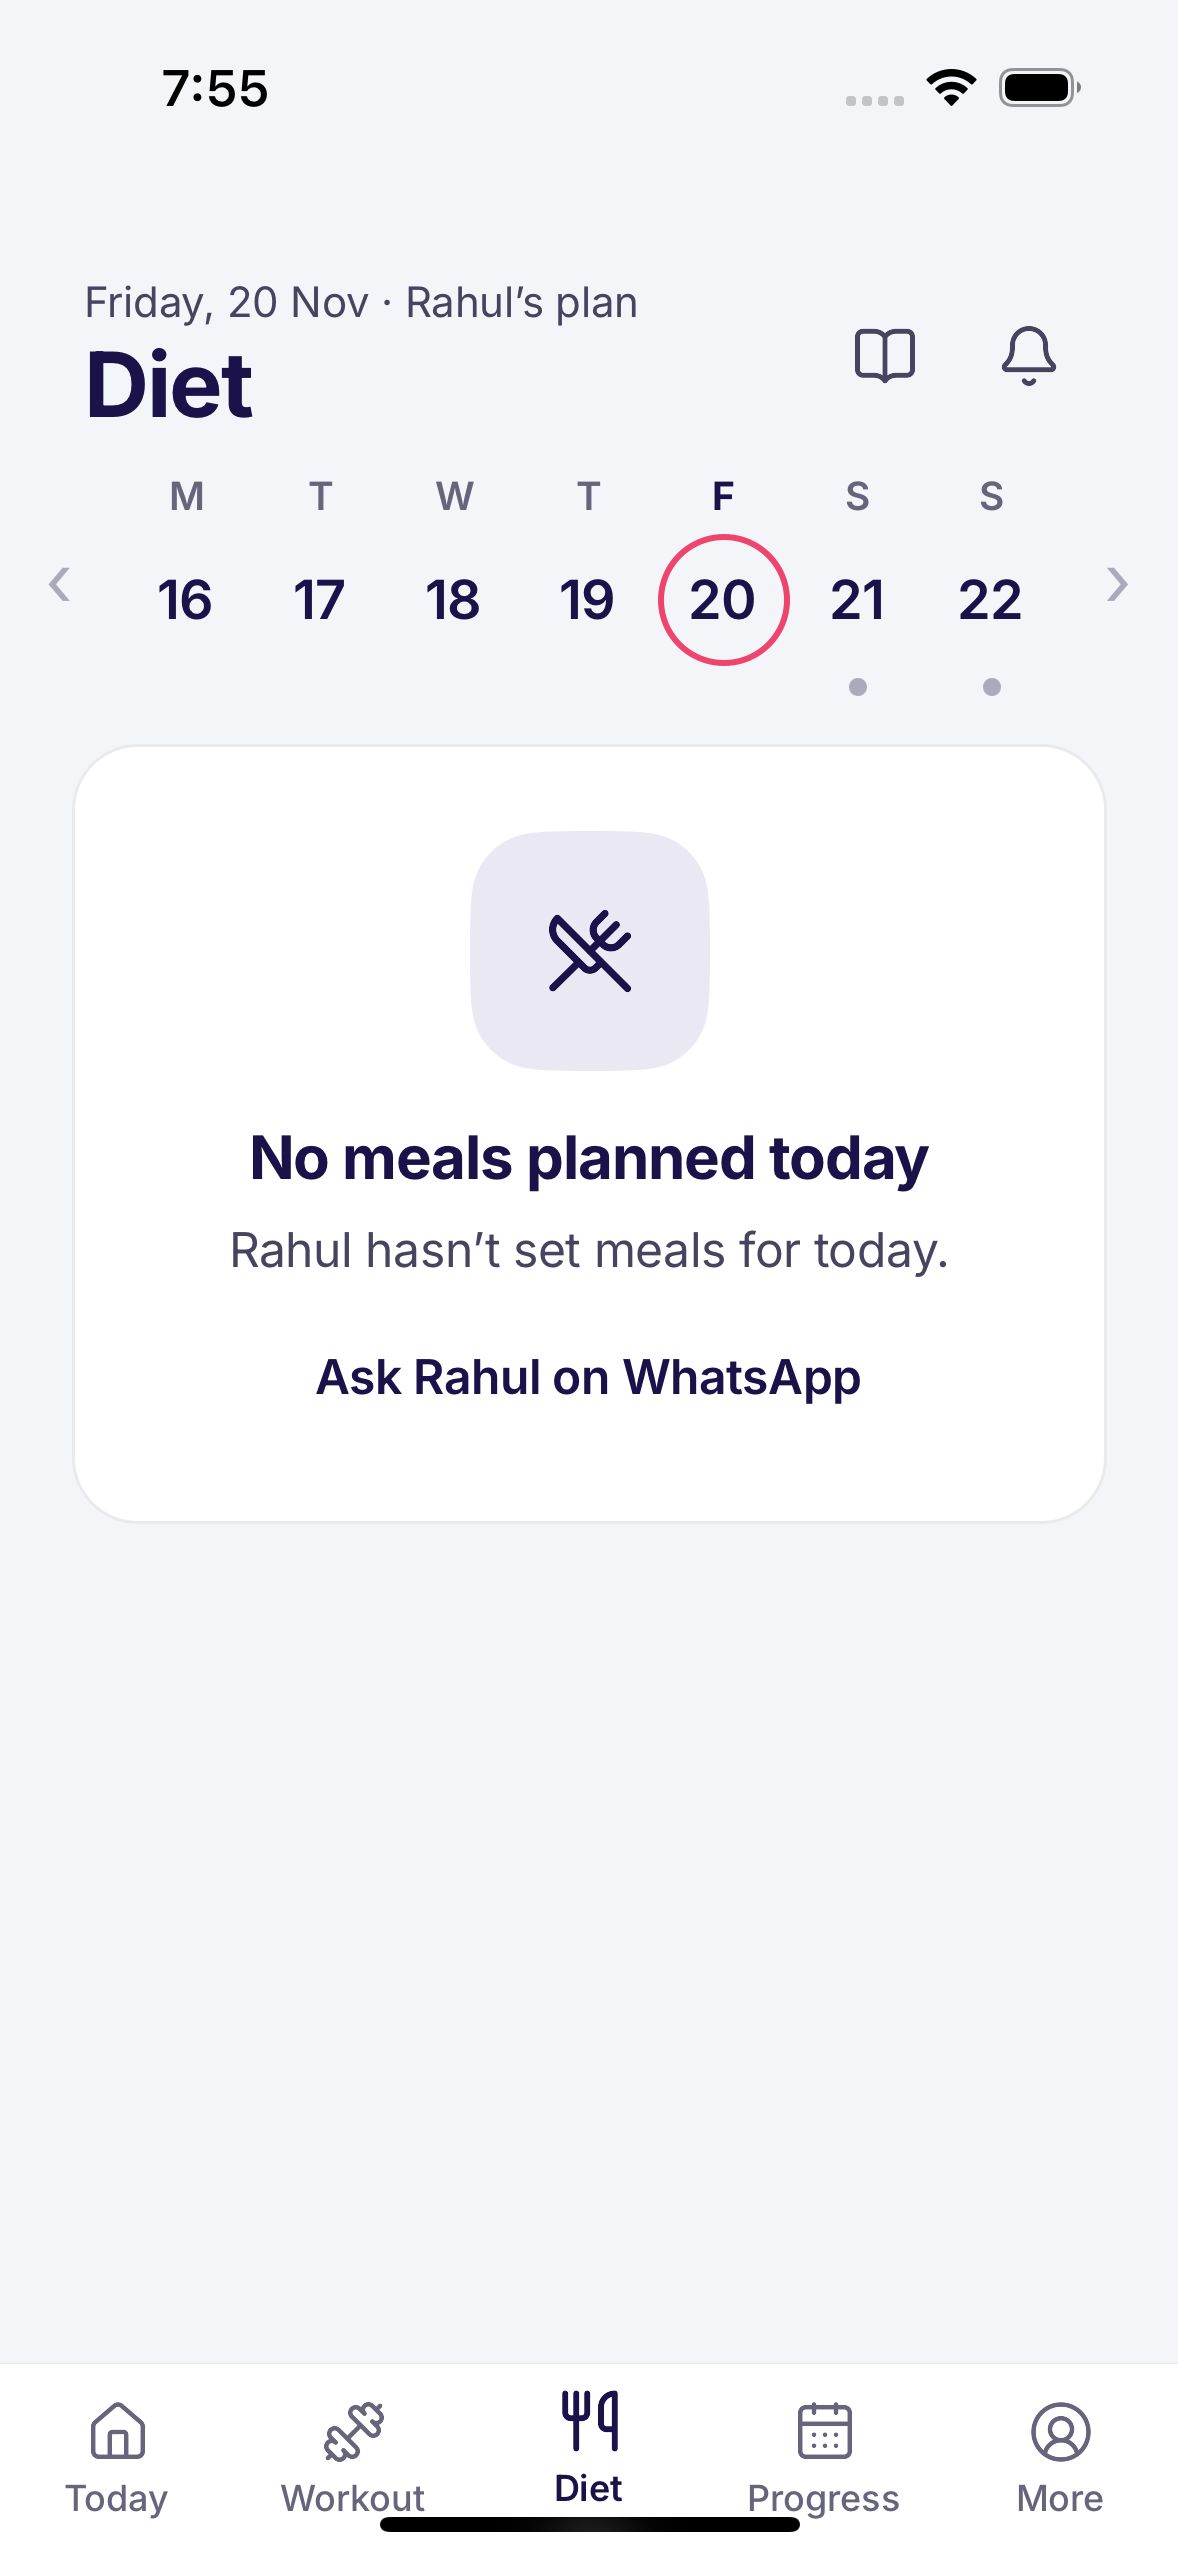 7:55
Friday, 20 Nov · Rahul’s plan
Diet
M T W T F S S
16 17 18 19 20 21 22
No meals planned today
Rahul hasn’t set meals for today.
Ask Rahul on WhatsApp
Today Workout Diet Progress More